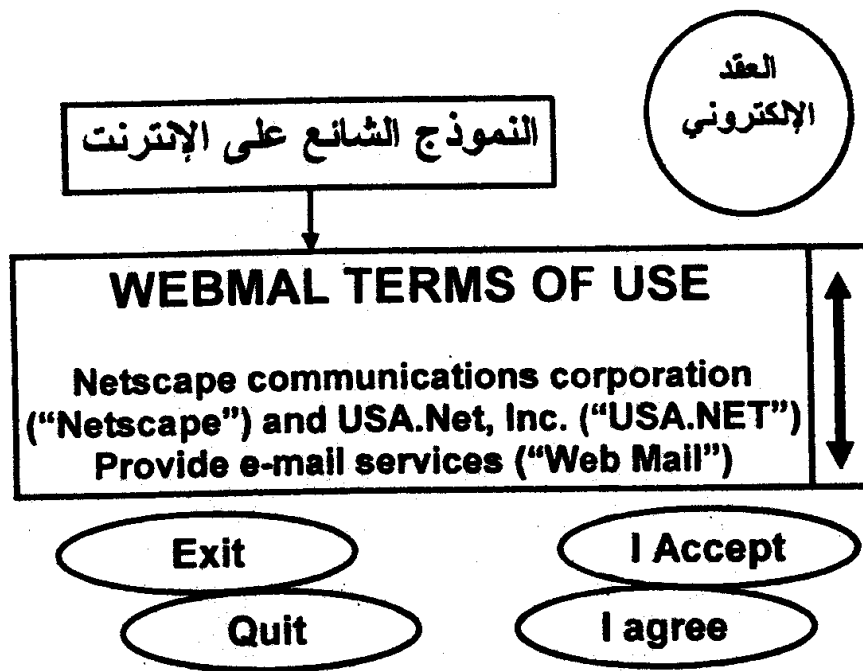 العقد
الإلكتروني
النموذج الشائع على الإنترنت
WEBMAL TERMS OF USE
Netscape communications corporation
(“Netscape”) and USA.Net, Inc. (“USA.NET”)
Provide e-mail services (“Web Mail”)
Exit
I Accept
Quit
I agree